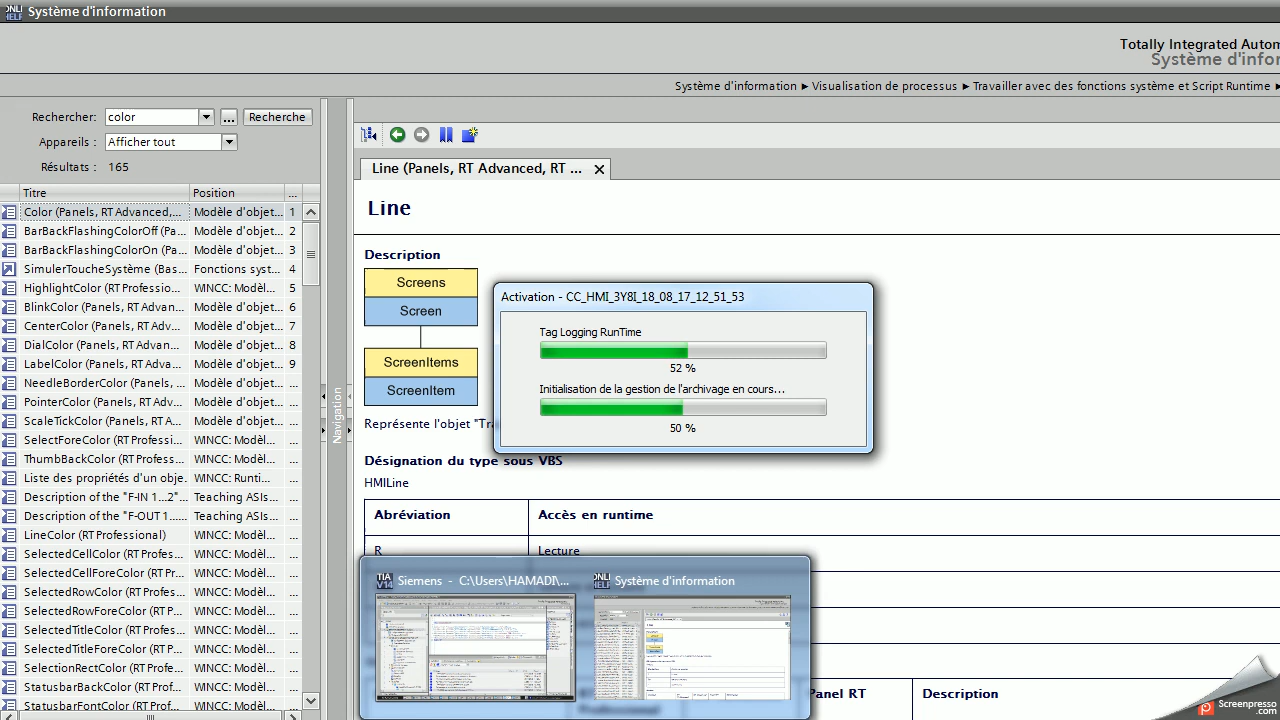 ONLI
HELP
Système d'information
Totally Integrated Autom
Système d'infor
Système d'information ▸ Visualisation de processus ▸ Travailler avec des fonctions système et Script Runtime ▸
Rechercher: color ... Recherche
Appareils : Afficher tout
Résultats : 165
Line (Panels, RT Advanced, RT ...
Titre Position ...
Color (Panels, RT Advanced,... Modèle d'objet... 1
BarBackFlashingColorOff (Pa... Modèle d'objet... 2
BarBackFlashingColorOn (Pa... Modèle d'objet... 3
SimulerToucheSystème (Bas... Fonctions syst... 4
HighlightColor (RT Professio... WINCC: Modèl... 5
BlinkColor (Panels, RT Advan... Modèle d'objet... 6
CenterColor (Panels, RT Adv... Modèle d'objet... 7
DialColor (Panels, RT Advanc... Modèle d'objet... 8
LabelColor (Panels, RT Advan... Modèle d'objet... 9
NeedleBorderColor (Panels, ... Modèle d'objet... ...
PointerColor (Panels, RT Adv... Modèle d'objet... ...
ScaleTickColor (Panels, RT A... Modèle d'objet... ...
SelectForeColor (RT Professi... WINCC: Modèl... ...
ThumbBackColor (RT Profes... WINCC: Modèl... ...
Liste des propriétés d'un obje... WINCC: Runti... ...
Description of the "F-IN 1...2"... Teaching ASIs... ...
Description of the "F-OUT 1...... Teaching ASIs... ...
LineColor (RT Professional) WINCC: Modèl... ...
SelectedCellColor (RT Profes... WINCC: Modèl... ...
SelectedCellForeColor (RT Pr... WINCC: Modèl... ...
SelectedRowColor (RT Profes... WINCC: Modèl... ...
SelectedRowForeColor (RT Pr... WINCC: Modèl... ...
SelectedTitleColor (RT Profes... WINCC: Modèl... ...
SelectedTitleForeColor (RT Pr... WINCC: Modèl... ...
SelectionRectColor (RT Profe... WINCC: Modèl... ...
StatusbarBackColor (RT Prof... WINCC: Modèl... ...
StatusbarFontColor (RT Prof... WINCC: Modèl... ...
Navigation
Line
Description
Screens
Screen
ScreenItems
ScreenItem
Représente l'objet "Tra
Désignation du type sous VBS
HMILine
Abréviation Accès en runtime
R Lecture
Activation - CC_HMI_3Y8I_18_08_17_12_51_53
Tag Logging RunTime
52 %
Initialisation de la gestion de l'archivage en cours...
50 %
TIA
V14
Siemens - C:\Users\HAMADI\...
ONLI
HELP
Système d'information
Professional
Panel RT Description
Screenpresso
.com